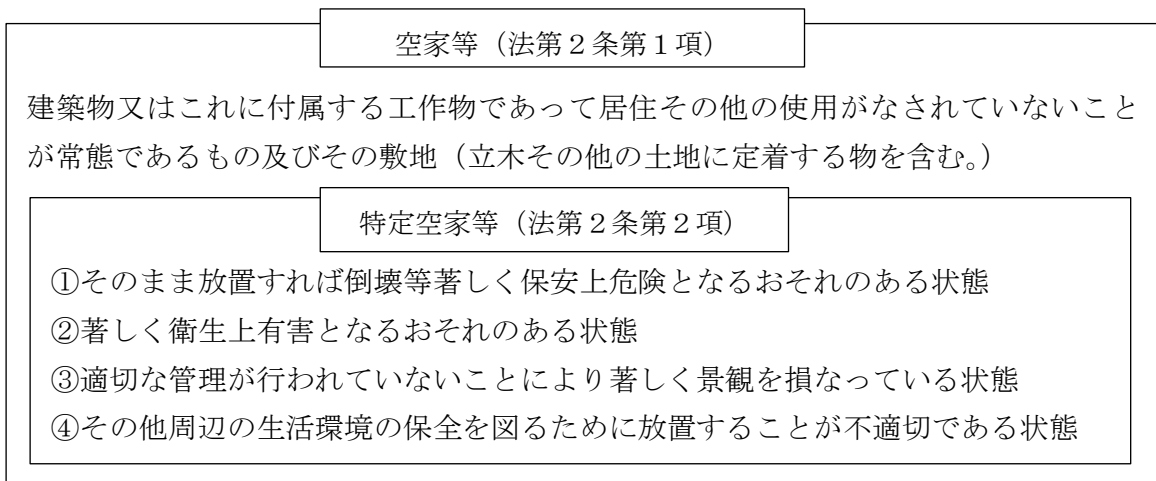 空家等（法第２条第１項）
建築物又はこれに付属する工作物であって居住その他の使用がなされていないこと
が常態であるもの及びその敷地（立木その他の土地に定着する物を含む。）
特定空家等（法第２条第２項）
①そのまま放置すれば倒壊等著しく保安上危険となるおそれのある状態
②著しく衛生上有害となるおそれのある状態
③適切な管理が行われていないことにより著しく景観を損なっている状態
④その他周辺の生活環境の保全を図るために放置することが不適切である状態